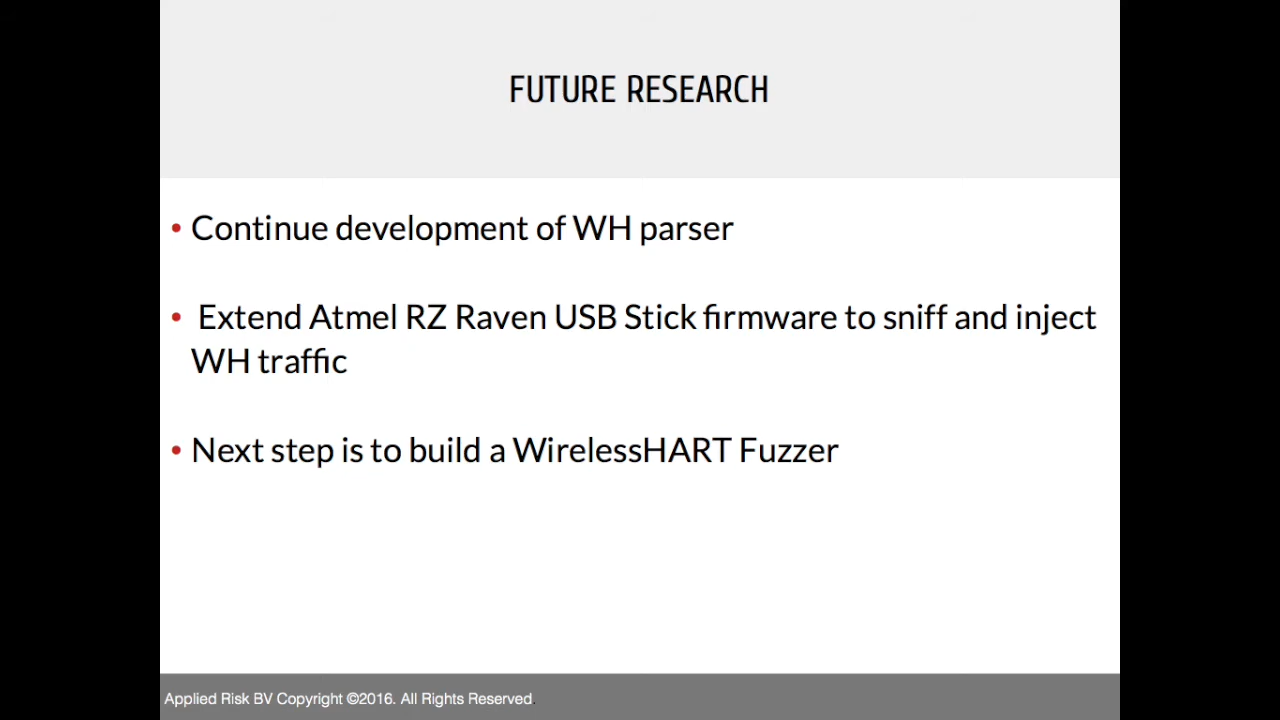 FUTURE RESEARCH
• Continue development of WH parser
• Extend Atmel RZ Raven USB Stick firmware to sniff and inject
WH traffic
• Next step is to build a WirelessHART Fuzzer
Applied Risk BV Copyright ©2016. All Rights Reserved.